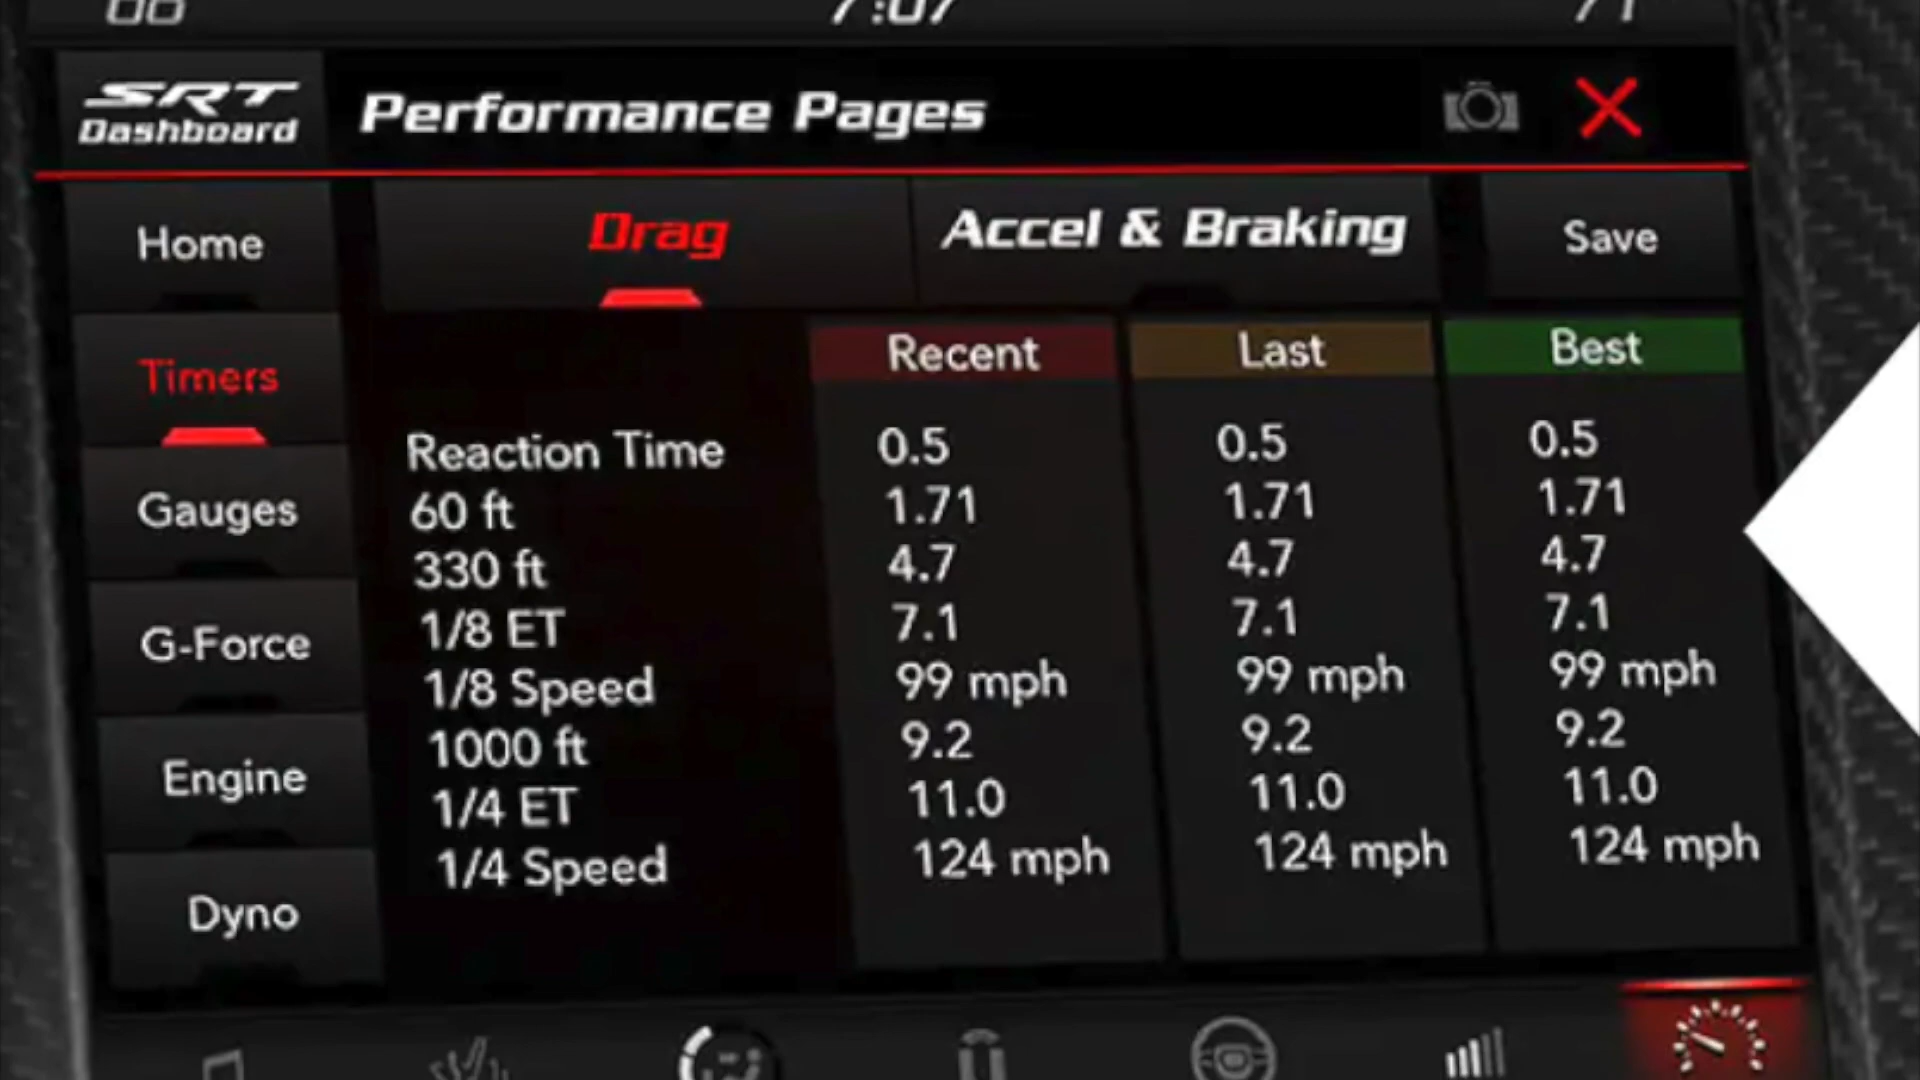 SRT Dashboard
Performance Pages
Home
Drag
Accel & Braking
Save
Timers
Recent
Last
Best
Reaction Time 0.5 0.5 0.5
Gauges
60 ft 1.71 1.71 1.71
330 ft 4.7 4.7 4.7
G-Force
1/8 ET 7.1 7.1 7.1
1/8 Speed 99 mph 99 mph 99 mph
Engine
1000 ft 9.2 9.2 9.2
1/4 ET 11.0 11.0 11.0
1/4 Speed 124 mph 124 mph 124 mph
Dyno